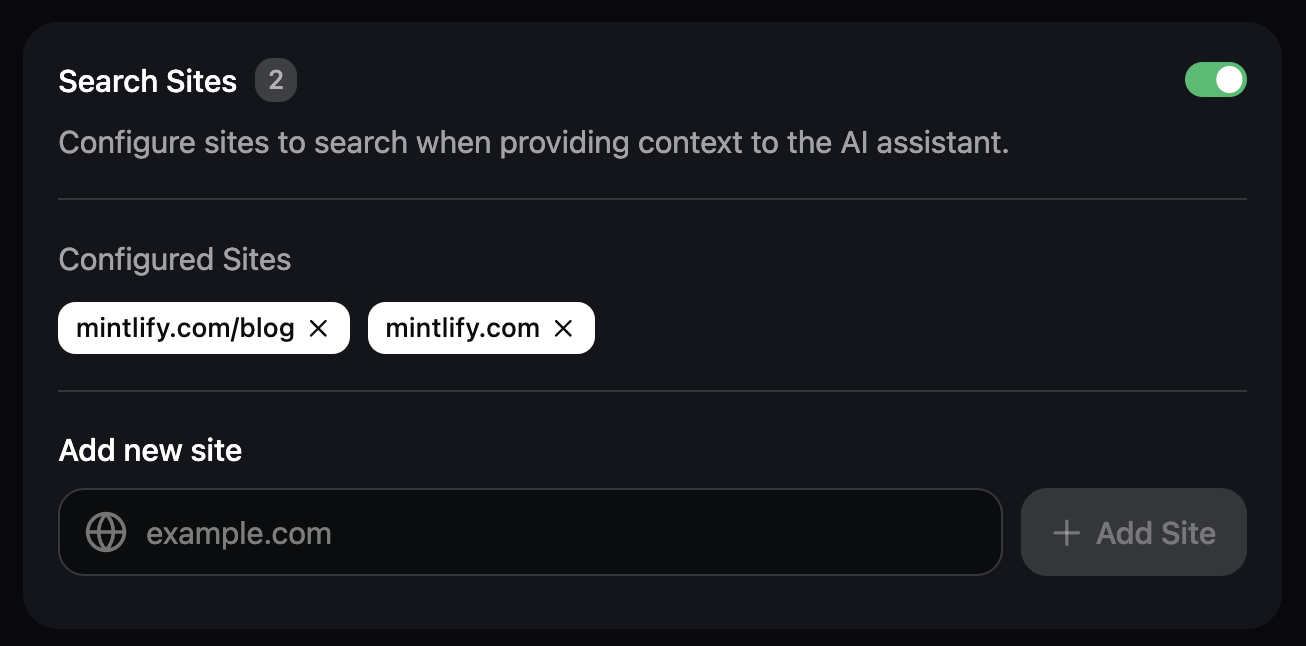 Search Sites 2
Configure sites to search when providing context to the AI assistant.
Configured Sites
mintlify.com/blog mintlify.com
Add new site
example.com + Add Site